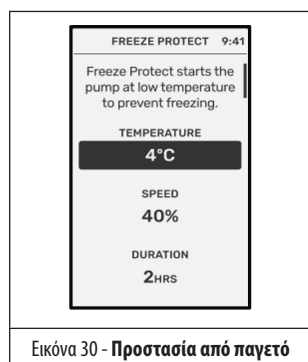 FREEZE PROTECT 9:41
Freeze Protect starts the
pump at low temperature
to prevent freezing.
TEMPERATURE
4°C
SPEED
40%
DURATION
2HRS
Εικόνα 30 - Προστασία από παγετό